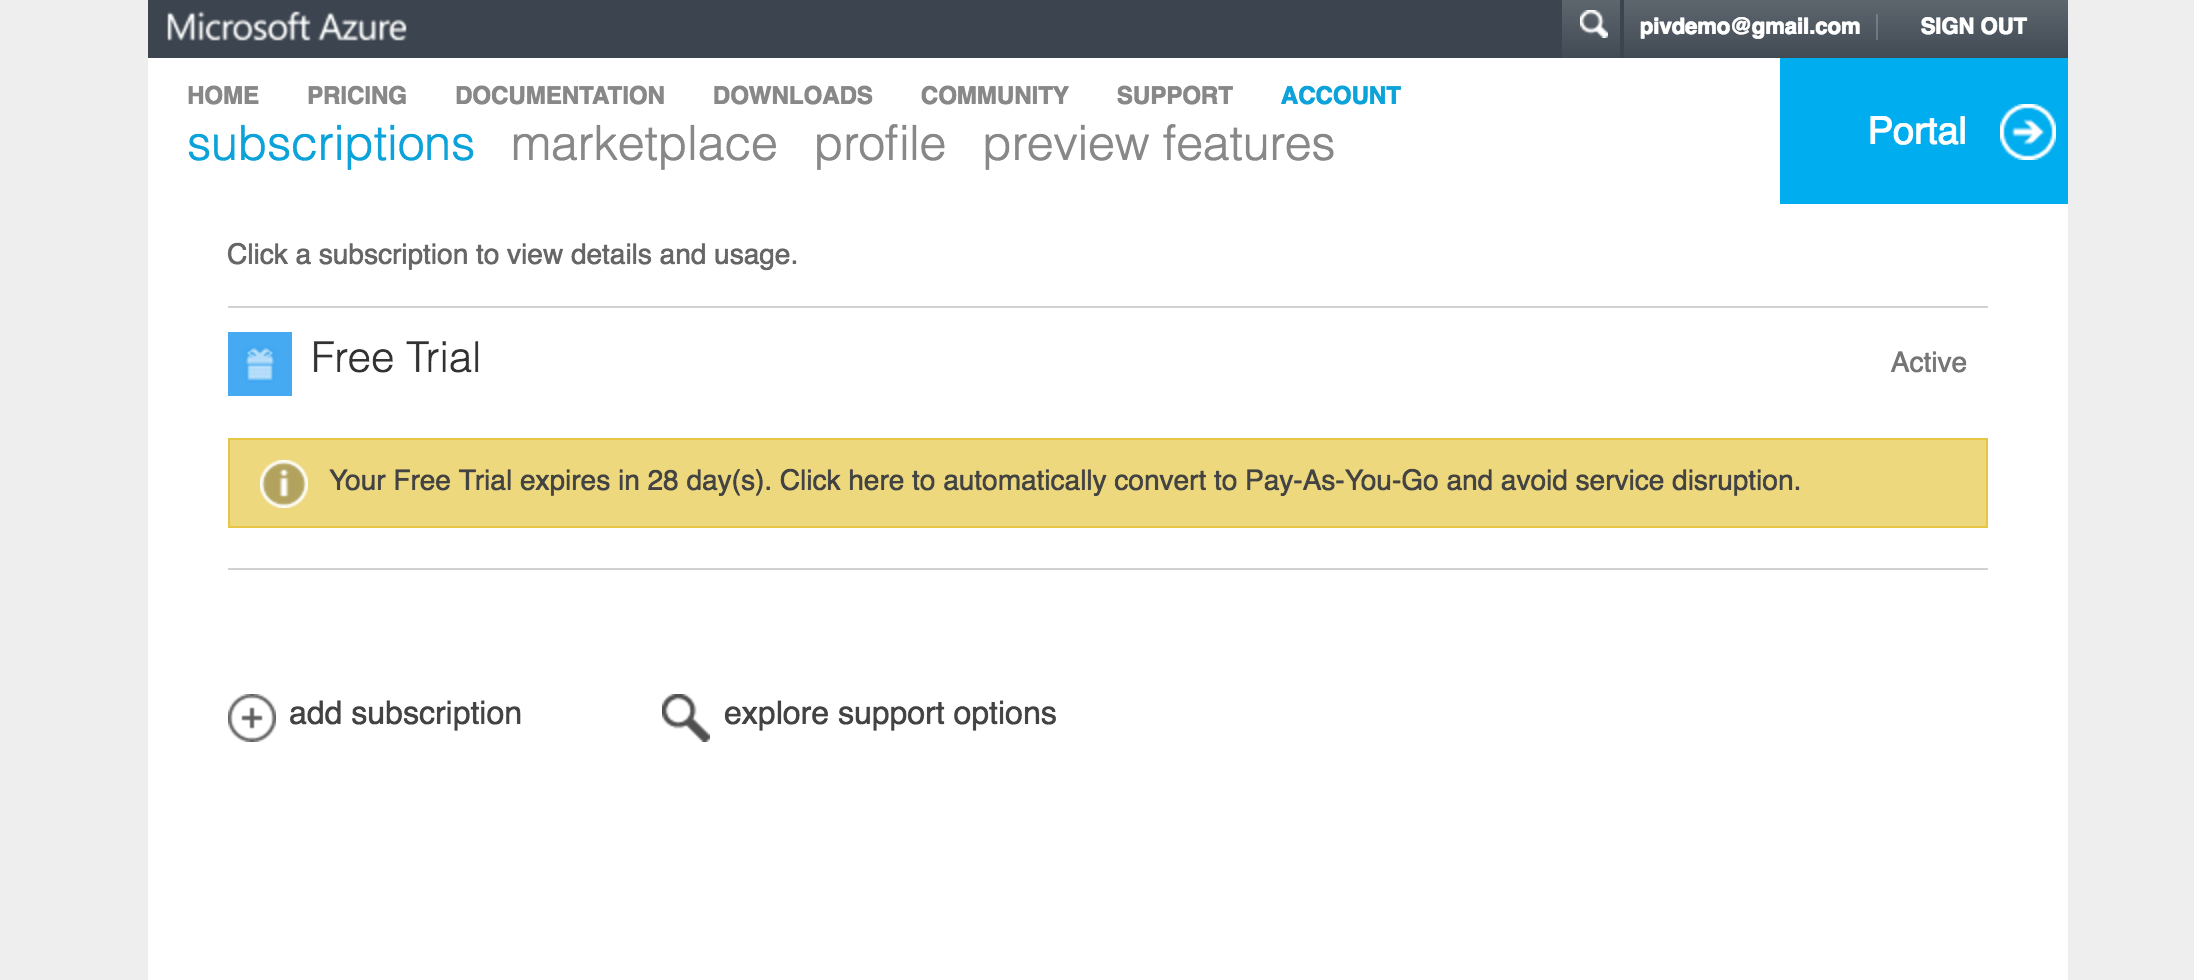 Microsoft Azure
pivdemo@gmail.com SIGN OUT
HOME PRICING DOCUMENTATION DOWNLOADS COMMUNITY SUPPORT ACCOUNT
subscriptions marketplace profile preview features
Portal
Click a subscription to view details and usage.
Free Trial
Active
Your Free Trial expires in 28 day(s). Click here to automatically convert to Pay-As-You-Go and avoid service disruption.
add subscription
explore support options